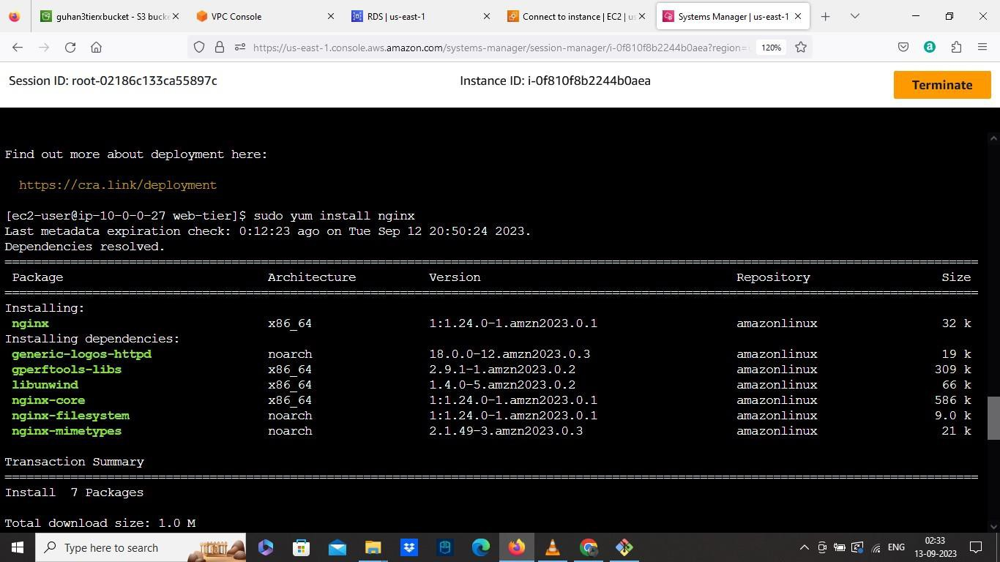 guhan3tierxbucket - S3 bucke
VPC Console
RDS | us-east-1
Connect to instance | EC2 | us
Systems Manager | us-east-1
https://us-east-1.console.aws.amazon.com/systems-manager/session-manager/i-0f810f8b2244b0aea?region=u
120%
Session ID: root-02186c133ca55897c
Instance ID: i-0f810f8b2244b0aea
Terminate
Find out more about deployment here:
https://cra.link/deployment
[ec2-user@ip-10-0-0-27 web-tier]$ sudo yum install nginx
Last metadata expiration check: 0:12:23 ago on Tue Sep 12 20:50:24 2023.
Dependencies resolved.
Package Architecture Version Repository Size
Installing:
nginx x86_64 1:1.24.0-1.amzn2023.0.1 amazonlinux 32 k
Installing dependencies:
generic-logos-httpd noarch 18.0.0-12.amzn2023.0.3 amazonlinux 19 k
gperftools-libs x86_64 2.9.1-1.amzn2023.0.2 amazonlinux 309 k
libunwind x86_64 1.4.0-5.amzn2023.0.2 amazonlinux 66 k
nginx-core x86_64 1:1.24.0-1.amzn2023.0.1 amazonlinux 586 k
nginx-filesystem noarch 1:1.24.0-1.amzn2023.0.1 amazonlinux 9.0 k
nginx-mimetypes noarch 2.1.49-3.amzn2023.0.3 amazonlinux 21 k
Transaction Summary
Install  7 Packages
Total download size: 1.0 M
Type here to search
ENG
02:33
13-09-2023